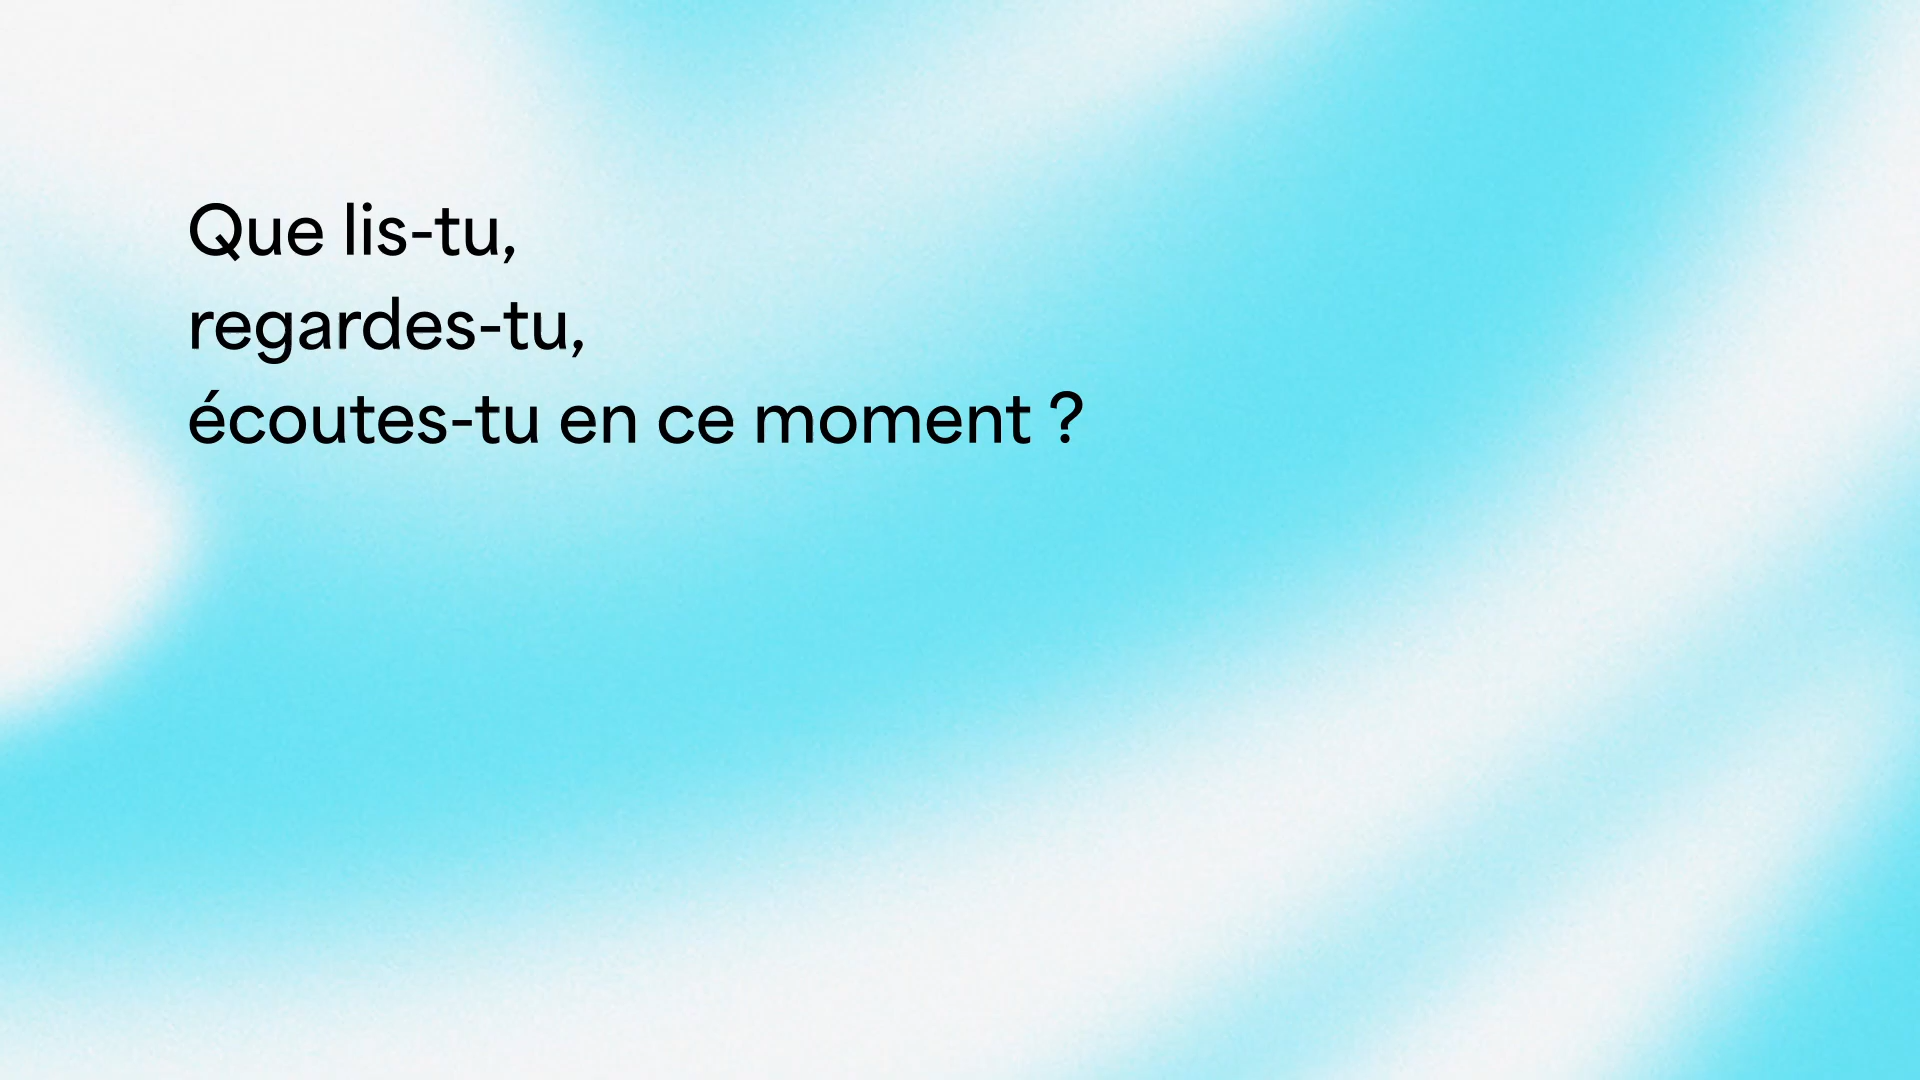 Que lis-tu,
regardes-tu,
écoutes-tu en ce moment ?